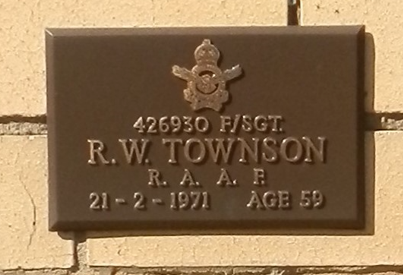 426930 F/SGT.
R.W. TOWNSON
R. A. A. F.
21 - 2 - 1971 AGE 59